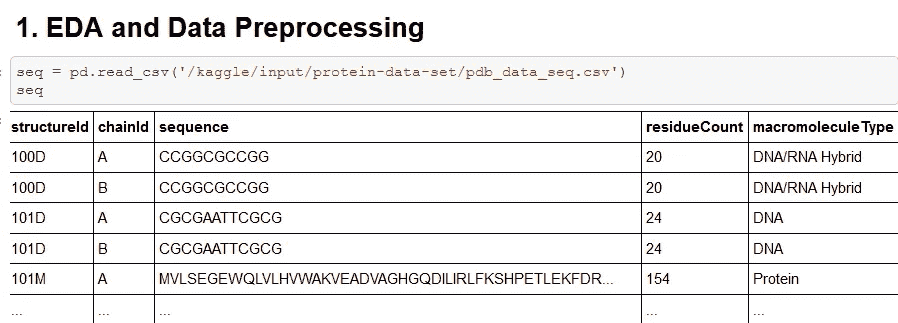 1. EDA and Data Preprocessing
seq = pd.read_csv('/kaggle/input/protein-data-set/pdb_data_seq.csv')
seq
structureId chainId sequence residueCount macromoleculeType
100D A CCGGCGCCGG 20 DNA/RNA Hybrid
100D B CCGGCGCCGG 20 DNA/RNA Hybrid
101D A CGCGAATTCGCG 24 DNA
101D B CGCGAATTCGCG 24 DNA
101M A MVLSEGEWQLVLHVWAKVEADVAGHGQDILIRLFKSHPETLEKFDR... 154 Protein
... ... ... ... ...